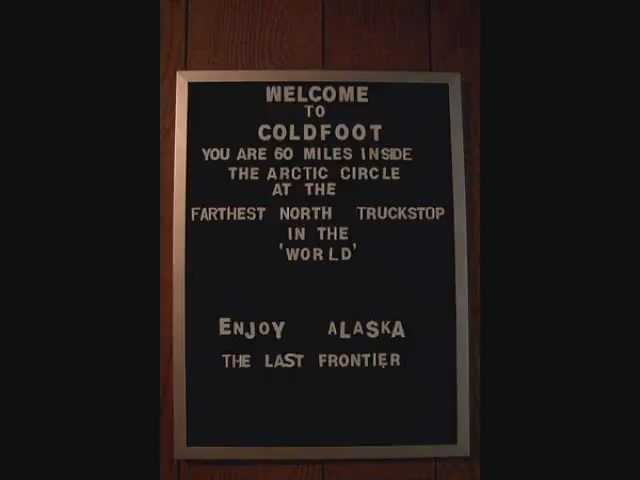 WELCOME
TO
COLDFOOT
YOU ARE 60 MILES INSIDE
THE ARCTIC CIRCLE
AT THE
FARTHEST NORTH TRUCKSTOP
IN THE
'WORLD'
ENJOY ALASKA
THE LAST FRONTIER